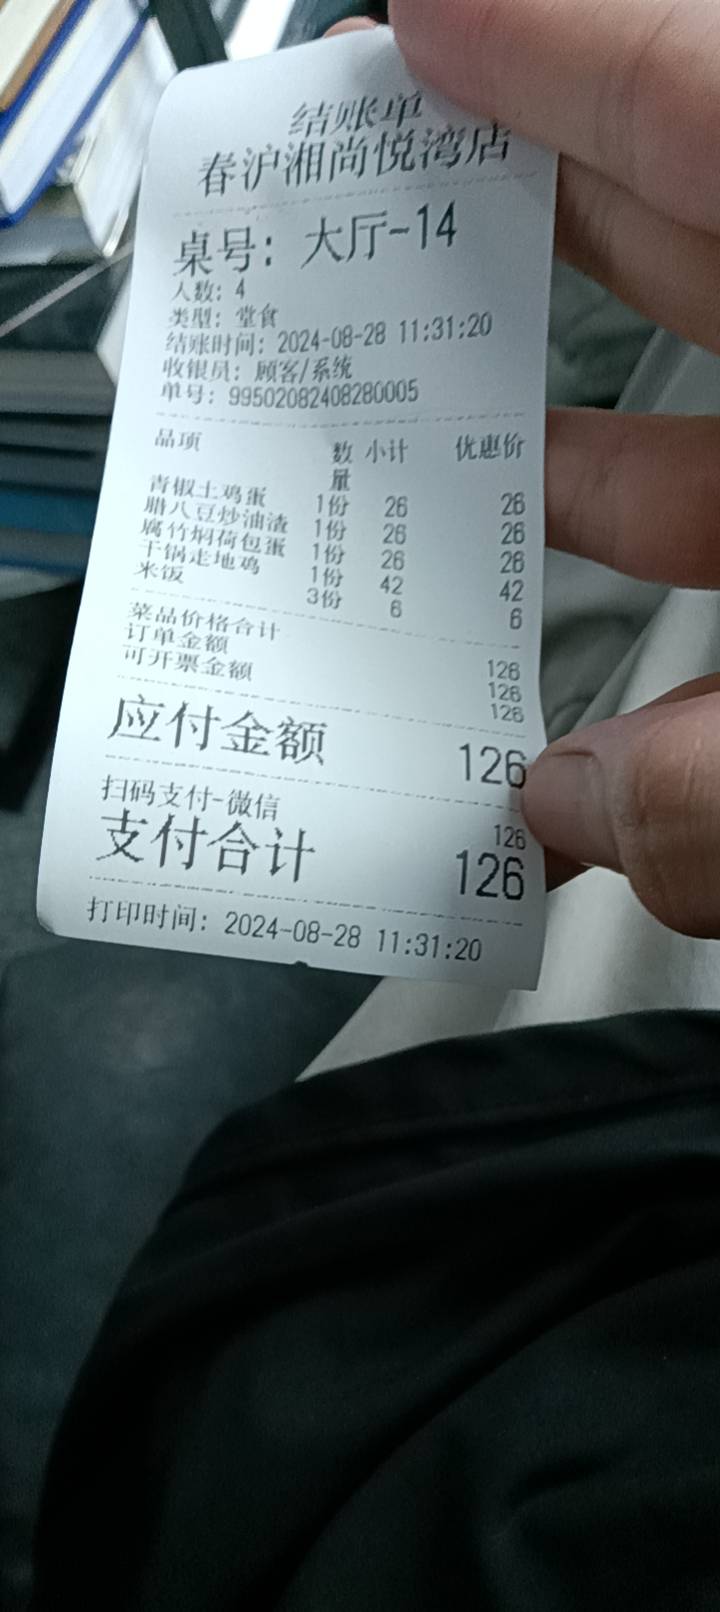 结账单
春沪湘尚悦湾店
桌号: 大厅-14
人数: 4
类型: 堂食
结账时间: 2024-08-28 11:31:20
收银员: 顾客/系统
单号: 99502082408280005
品项 数量 小计 优惠价
青椒土鸡蛋 1份 26 26
腊八豆炒油渣 1份 26 26
腐竹焖荷包蛋 1份 26 26
干锅走地鸡 1份 42 42
米饭 3份 6 6
菜品价格合计 126
订单金额 126
可开票金额 126
应付金额 126
扫码支付-微信 126
支付合计 126
打印时间: 2024-08-28 11:31:20